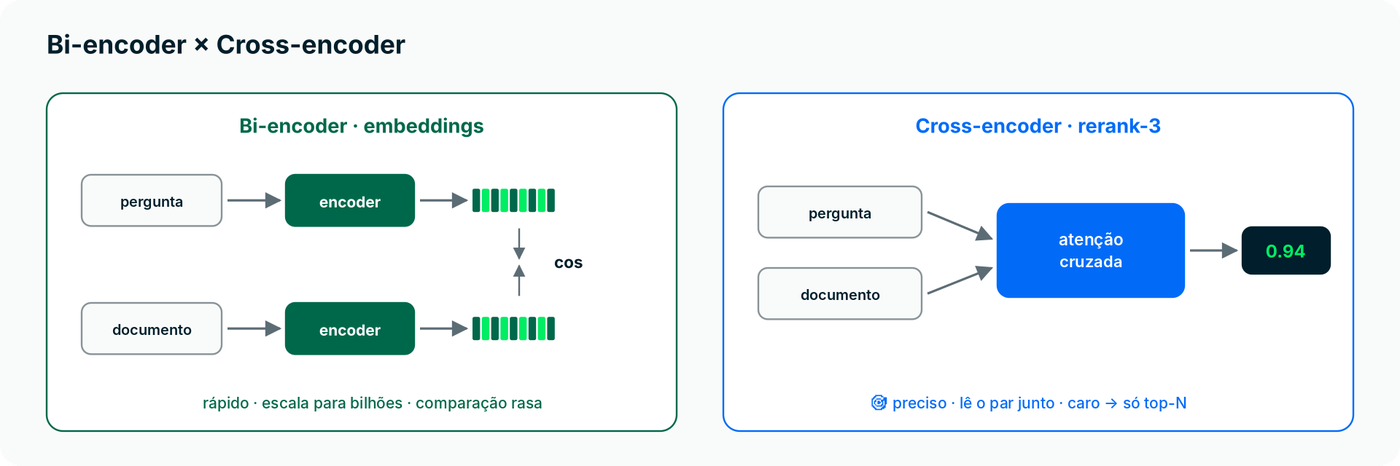 Bi-encoder × Cross-encoder
Bi-encoder · embeddings
pergunta
encoder
cos
documento
encoder
rápido · escala para bilhões · comparação rasa
Cross-encoder · rerank-3
pergunta
documento
atenção
cruzada
0.94
🎯 preciso · lê o par junto · caro → só top-N